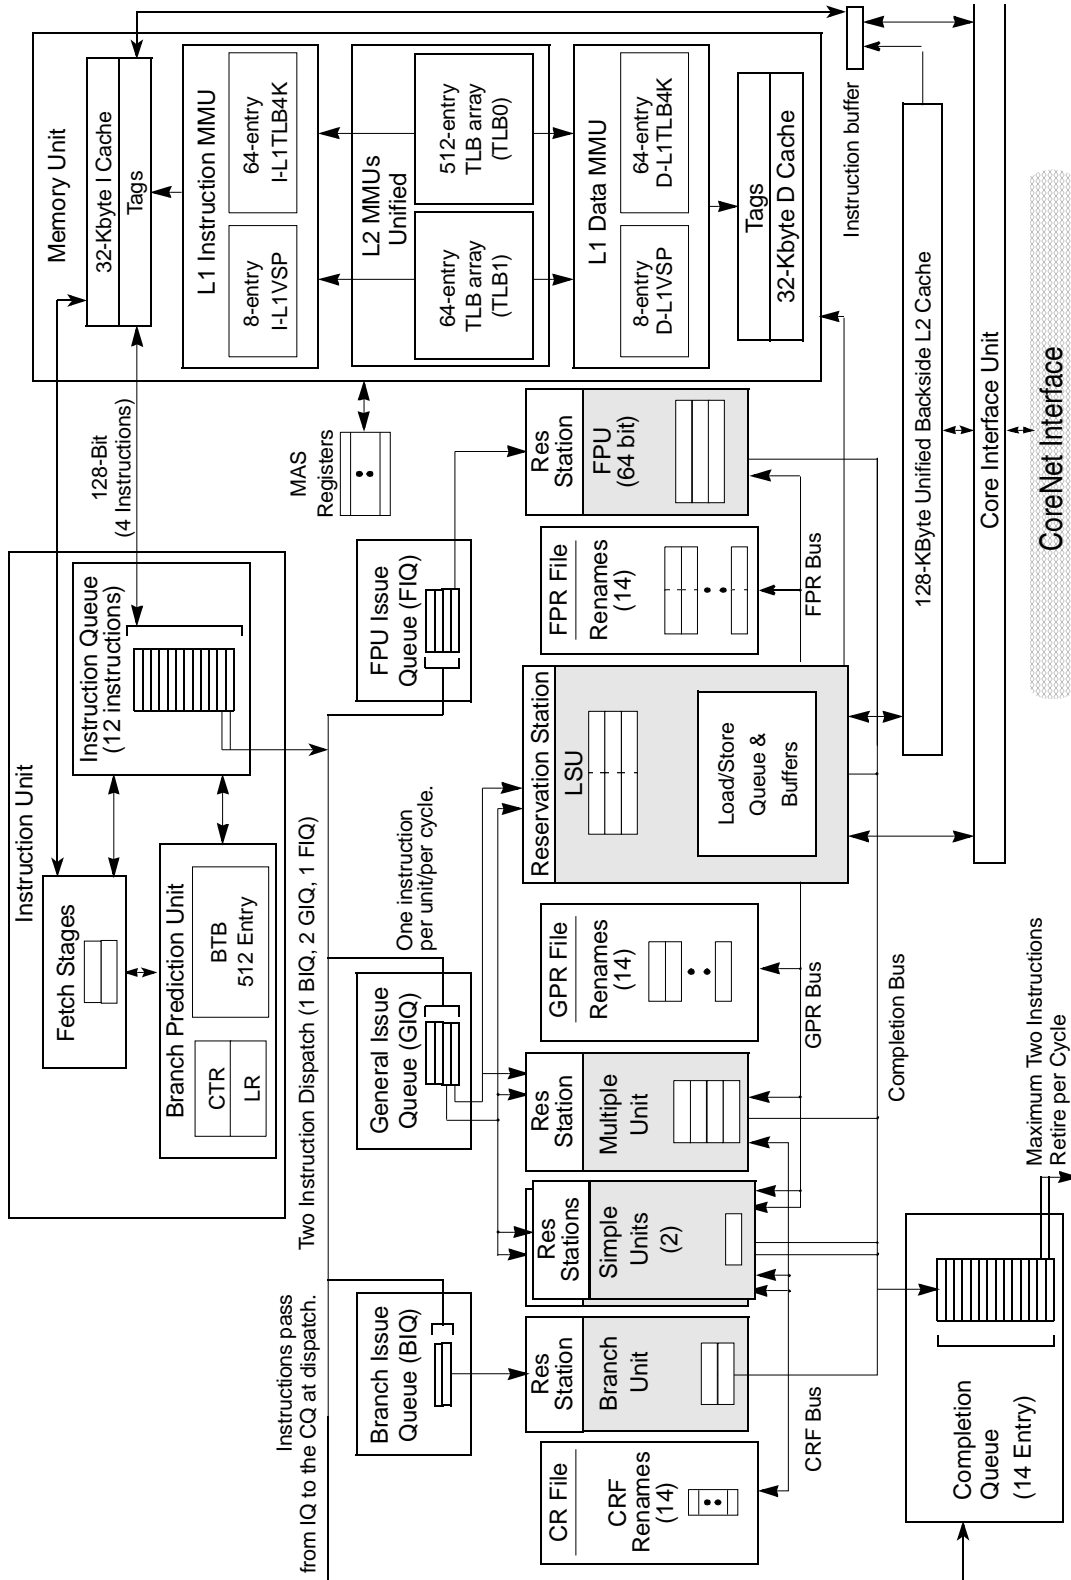 Instruction Unit
Fetch Stages
Branch Prediction Unit
CTR
LR
BTB
512 Entry
Instruction Queue
(12 instructions)
128-Bit
(4 Instructions)
Memory Unit
32-Kbyte I Cache
Tags
L1 Instruction MMU
8-entry
I-L1VSP
64-entry
I-L1TLB4K
L2 MMUs
Unified
64-entry
TLB array
(TLB1)
512-entry
TLB array
(TLB0)
L1 Data MMU
8-entry
D-L1VSP
64-entry
D-L1TLB4K
Tags
32-Kbyte D Cache
MAS
Registers
Instructions pass
from IQ to the CQ at dispatch.
Two Instruction Dispatch (1 BIQ, 2 GIQ, 1 FIQ)
One instruction
per unit/per cycle.
Branch Issue
Queue (BIQ)
General Issue
Queue (GIQ)
FPU Issue
Queue (FIQ)
CR File
CRF
Renames
(14)
Res
Station
Branch
Unit
Res
Stations
Simple
Units
(2)
Res
Station
Multiple
Unit
GPR File
Renames
(14)
Reservation Station
LSU
Load/Store
Queue &
Buffers
FPR File
Renames
(14)
Res
Station
FPU
(64 bit)
CRF Bus
GPR Bus
FPR Bus
Completion Bus
Instruction buffer
Completion
Queue
(14 Entry)
Maximum Two Instructions
Retire per Cycle
128-KByte Unified Backside L2 Cache
Core Interface Unit
CoreNet Interface